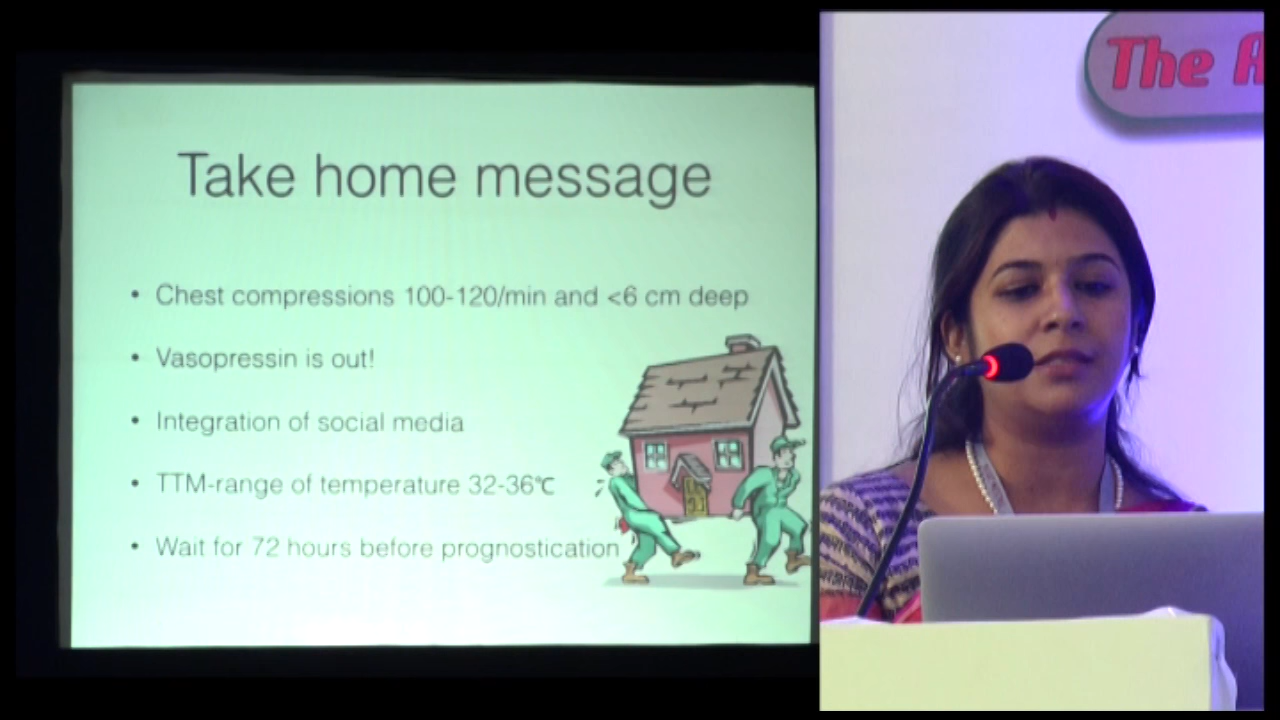 Take home message
• Chest compressions 100-120/min and <6 cm deep
• Vasopressin is out!
• Integration of social media
• TTM-range of temperature 32-36℃
• Wait for 72 hours before prognostication
The